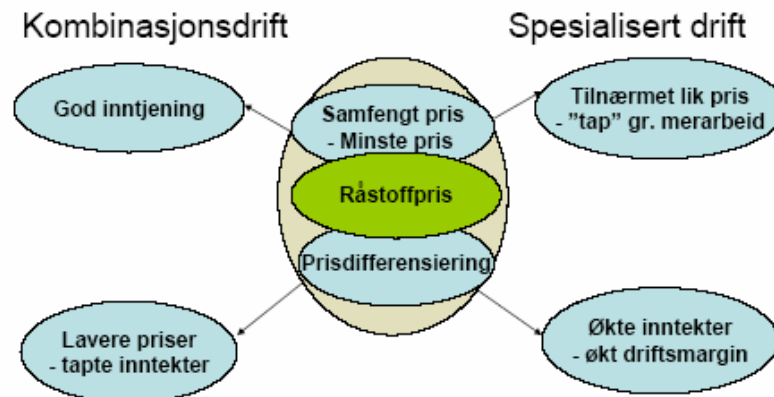 Kombinasjonsdrift
Spesialisert drift
God inntjening
Samfengt pris
- Minste pris
Tilnærmet lik pris
- ”tap” gr. merarbeid
Råstoffpris
Prisdifferensiering
Lavere priser
- tapte inntekter
Økte inntekter
- økt driftsmargin